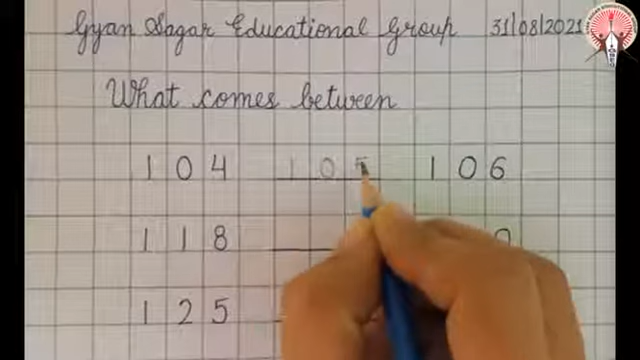 Gyan Sagar Educational Group 31/08/2021
What comes between
1 0 4 1 0 5 1 0 6
1 1 8
1 2 5